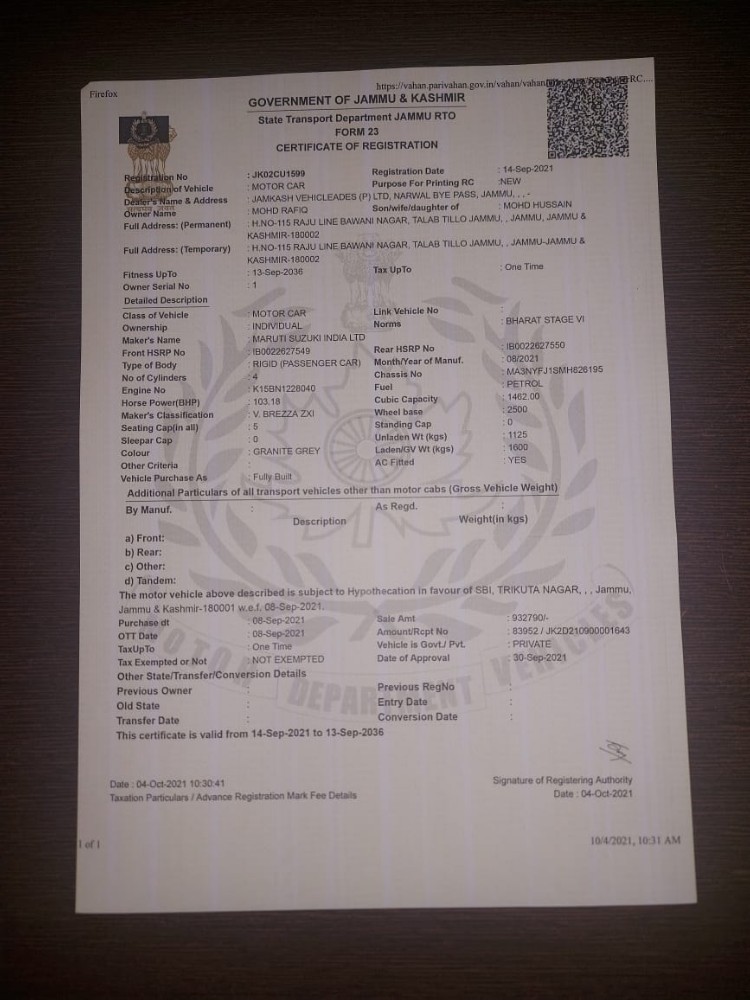 Firefox
https://vahan.parivahan.gov.in/vahan/vahan
RC....
GOVERNMENT OF JAMMU & KASHMIR
State Transport Department JAMMU RTO
FORM 23
CERTIFICATE OF REGISTRATION
Registration No : JK02CU1599 Registration Date : 14-Sep-2021
Description of Vehicle : MOTOR CAR Purpose For Printing RC :NEW
Dealer's Name & Address : JAMKASH VEHICLEADES (P) LTD, NARWAL BYE PASS, JAMMU, , , -
Owner Name : MOHD RAFIQ Son/wife/daughter of : MOHD HUSSAIN
Full Address: (Permanent) : H.NO-115 RAJU LINE BAWANI NAGAR, TALAB TILLO JAMMU, , JAMMU, JAMMU &
KASHMIR-180002
Full Address: (Temporary) : H.NO-115 RAJU LINE BAWANI NAGAR, TALAB TILLO JAMMU, , JAMMU-JAMMU &
KASHMIR-180002
Fitness UpTo : 13-Sep-2036 Tax UpTo : One Time
Owner Serial No : 1
Detailed Description
Class of Vehicle : MOTOR CAR Link Vehicle No :
Ownership : INDIVIDUAL Norms : BHARAT STAGE VI
Maker's Name : MARUTI SUZUKI INDIA LTD
Front HSRP No : IB0022627549 Rear HSRP No : IB0022627550
Type of Body : RIGID (PASSENGER CAR) Month/Year of Manuf. : 08/2021
No of Cylinders : 4 Chassis No : MA3NYFJ1SMH826195
Engine No : K15BN1228040 Fuel : PETROL
Horse Power(BHP) : 103.18 Cubic Capacity : 1462.00
Maker's Classification : V. BREZZA ZXI Wheel base : 2500
Seating Cap(in all) : 5 Standing Cap : 0
Sleepar Cap : 0 Unladen Wt (kgs) : 1125
Colour : GRANITE GREY Laden/GV Wt (kgs) : 1600
Other Criteria : AC Fitted : YES
Vehicle Purchase As : Fully Built
Additional Particulars of all transport vehicles other than motor cabs (Gross Vehicle Weight)
By Manuf. : As Regd. :
Description Weight(in kgs)
a) Front:
b) Rear:
c) Other:
d) Tandem:
The motor vehicle above described is subject to Hypothecation in favour of SBI, TRIKUTA NAGAR, , , Jammu,
Jammu & Kashmir-180001 w.e.f. 08-Sep-2021.
Purchase dt : 08-Sep-2021 Sale Amt : 932790/-
OTT Date : 08-Sep-2021 Amount/Rcpt No : 83952 / JK2D210900001643
TaxUpTo : One Time Vehicle is Govt./ Pvt. : PRIVATE
Tax Exempted or Not : NOT EXEMPTED Date of Approval : 30-Sep-2021
Other State/Transfer/Conversion Details
Previous Owner : Previous RegNo :
Old State : Entry Date :
Transfer Date : Conversion Date :
This certificate is valid from 14-Sep-2021 to 13-Sep-2036
Date : 04-Oct-2021 10:30:41 Signature of Registering Authority
Taxation Particulars / Advance Registration Mark Fee Details Date : 04-Oct-2021
1 of 1 10/4/2021, 10:31 AM